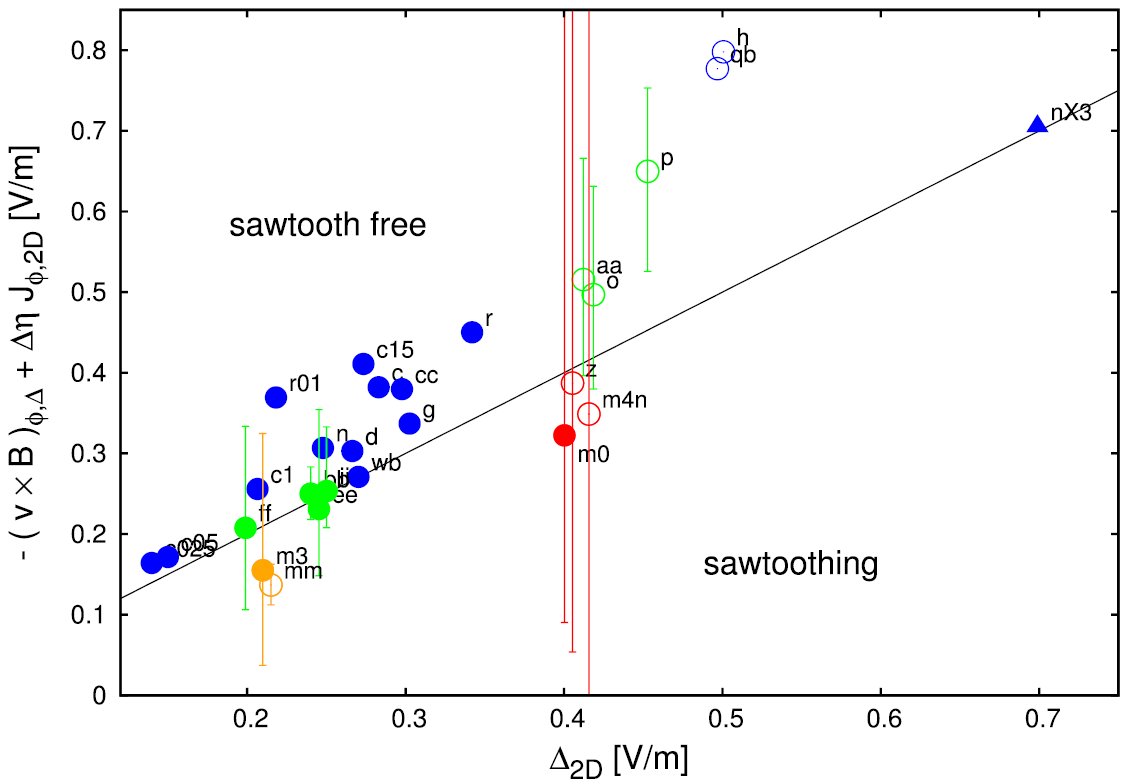 - ( v × B )ϕ,Δ + Δη Jϕ,2D [V/m]
0.8
0.7
0.6
0.5
0.4
0.3
0.2
0.1
0
h
qb
nX3
p
sawtooth free
aa
o
r
c15
c
cc
z
r01
m4n
g
n
d
m0
wb
c1
ee
ff
c05
m3
mm
sawtoothing
0.2
0.3
0.4
0.5
0.6
0.7
Δ2D [V/m]